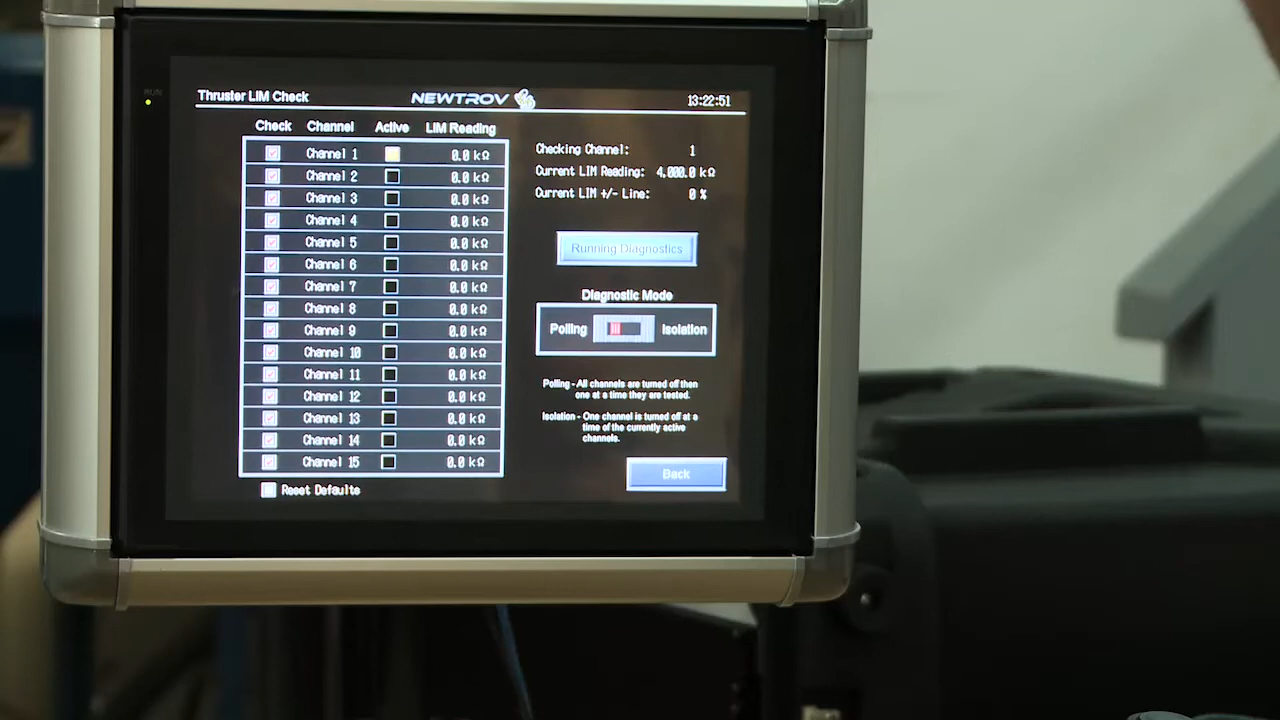 RUN
Thruster LIM Check NEWTROV 13:22:51
Check Channel Active LIM Reading
Channel 1 0.0 kΩ
Channel 2 0.0 kΩ
Channel 3 0.0 kΩ
Channel 4 0.0 kΩ
Channel 5 0.0 kΩ
Channel 6 0.0 kΩ
Channel 7 0.0 kΩ
Channel 8 0.0 kΩ
Channel 9 0.0 kΩ
Channel 10 0.0 kΩ
Channel 11 0.0 kΩ
Channel 12 0.0 kΩ
Channel 13 0.0 kΩ
Channel 14 0.0 kΩ
Channel 15 0.0 kΩ
Reset Defaults
Checking Channel: 1
Current LIM Reading: 4,000.0 kΩ
Current LIM +/- Line: 0 %
Running Diagnostics
Diagnostic Mode
Polling Isolation
Polling - All channels are turned off then
one at a time they are tested.
Isolation - One channel is turned off at a
time of the currently active
channels.
Back